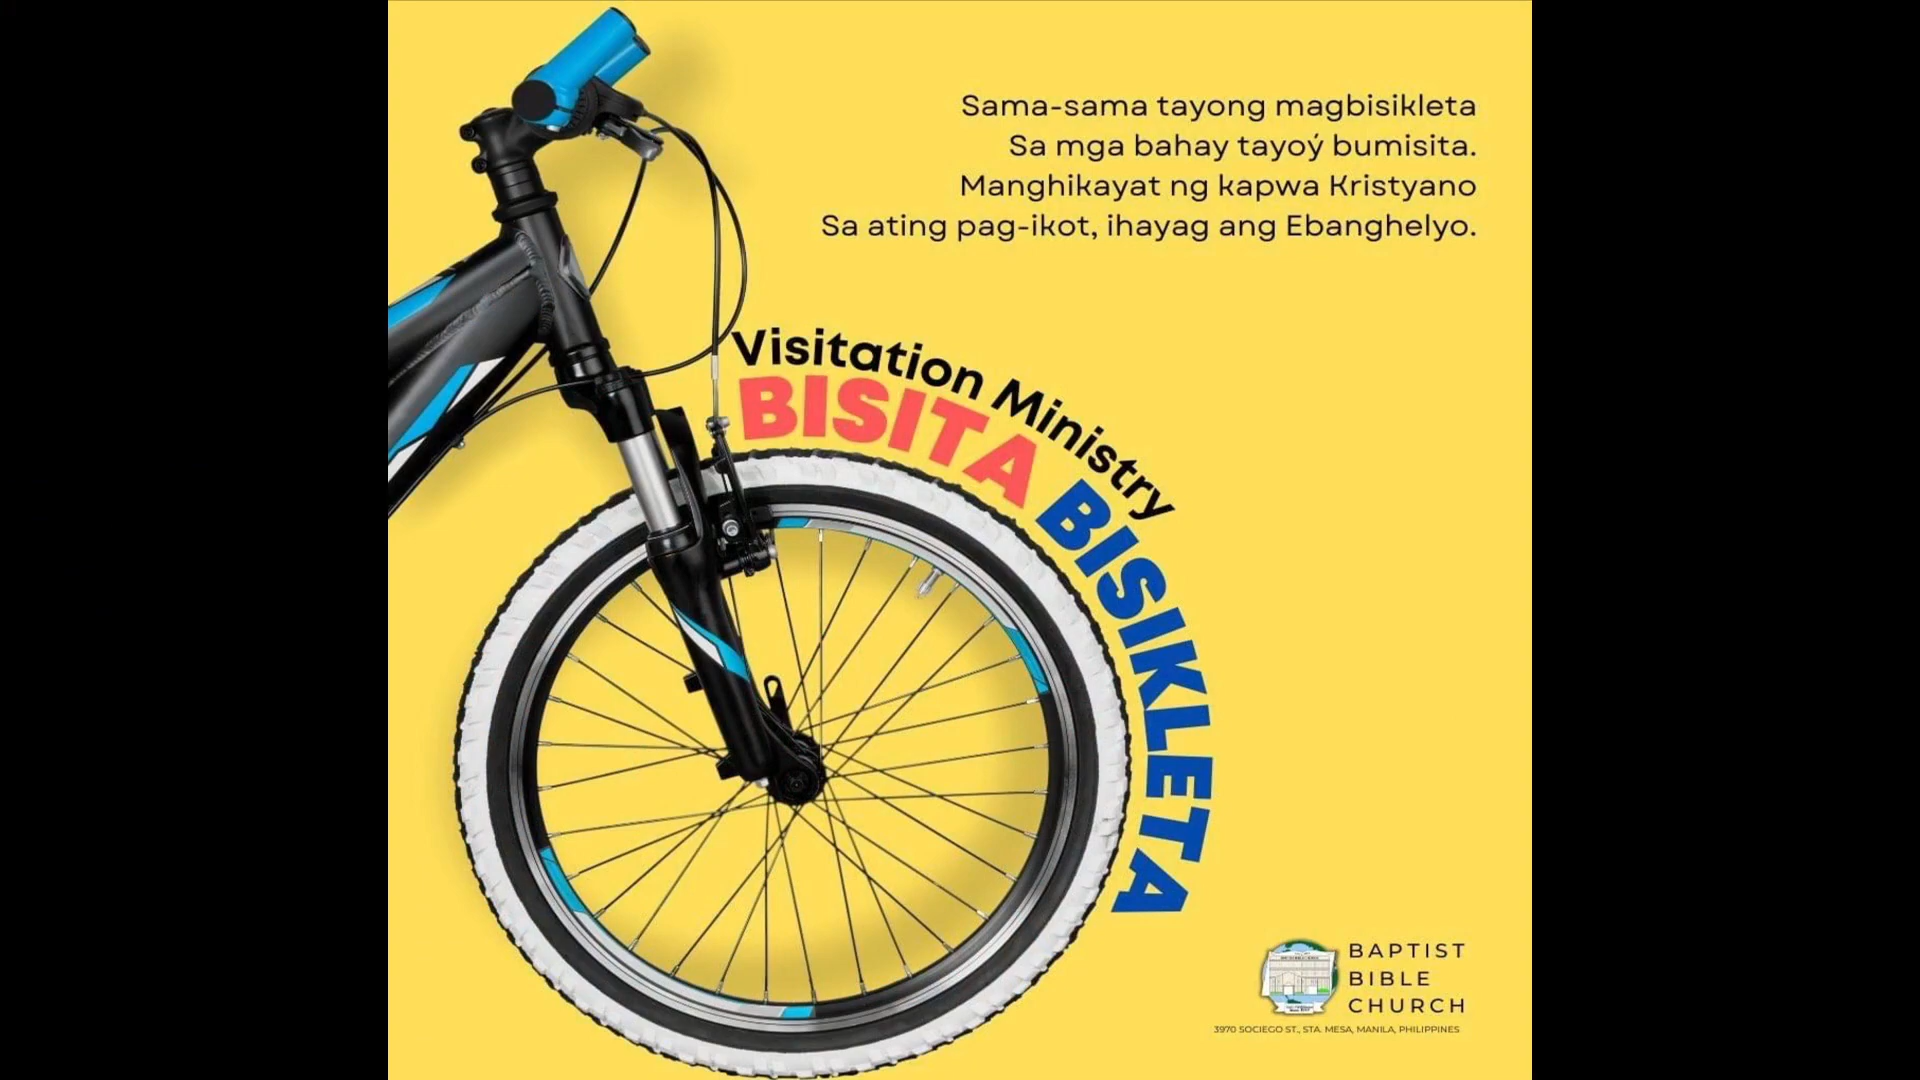 Sama-sama tayong magbisikleta
Sa mga bahay tayoý bumisita.
Manghikayat ng kapwa Kristyano
Sa ating pag-ikot, ihayag ang Ebanghelyo.
Visitation Ministry
BISITA BISIKLETA
BAPTIST
BIBLE
CHURCH
3970 SOCIEGO ST., STA. MESA, MANILA, PHILIPPINES